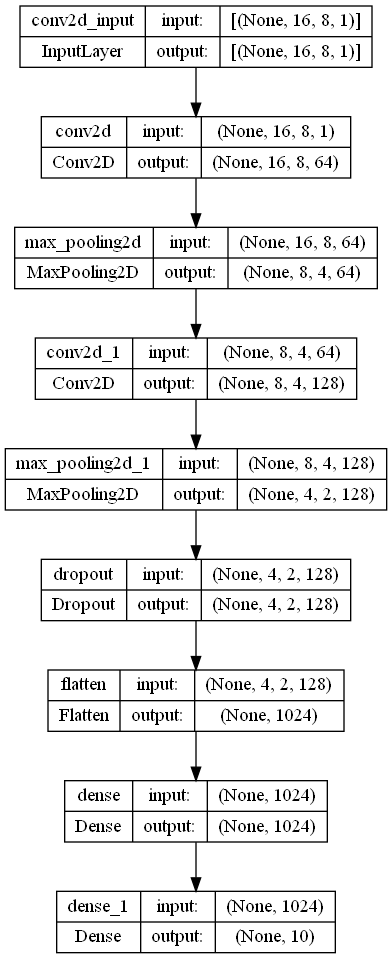 conv2d_input input: [(None, 16, 8, 1)]
InputLayer output: [(None, 16, 8, 1)]
conv2d input: (None, 16, 8, 1)
Conv2D output: (None, 16, 8, 64)
max_pooling2d input: (None, 16, 8, 64)
MaxPooling2D output: (None, 8, 4, 64)
conv2d_1 input: (None, 8, 4, 64)
Conv2D output: (None, 8, 4, 128)
max_pooling2d_1 input: (None, 8, 4, 128)
MaxPooling2D output: (None, 4, 2, 128)
dropout input: (None, 4, 2, 128)
Dropout output: (None, 4, 2, 128)
flatten input: (None, 4, 2, 128)
Flatten output: (None, 1024)
dense input: (None, 1024)
Dense output: (None, 1024)
dense_1 input: (None, 1024)
Dense output: (None, 10)